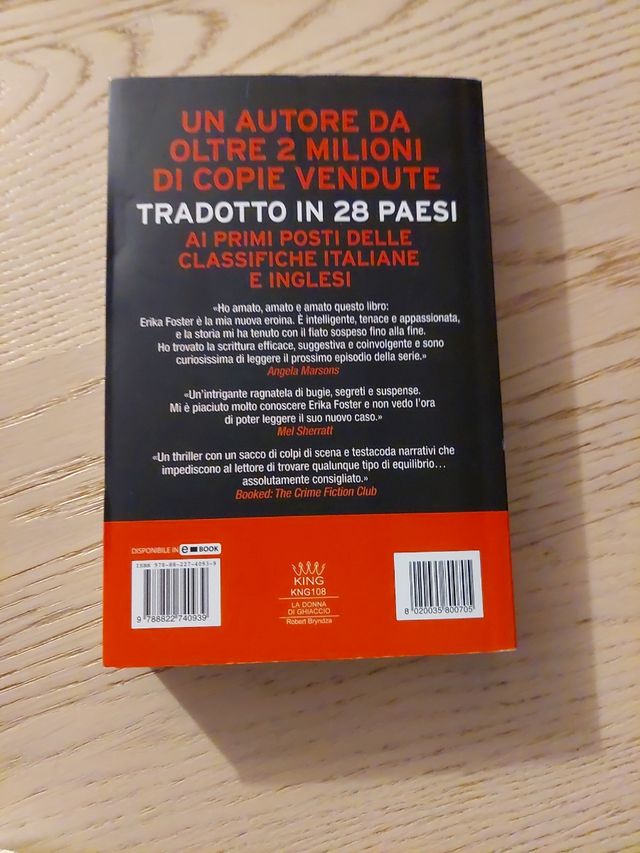 UN AUTORE DA
OLTRE 2 MILIONI
DI COPIE VENDUTE
TRADOTTO IN 28 PAESI
AI PRIMI POSTI DELLE
CLASSIFICHE ITALIANE
E INGLESI
«Ho amato, amato e amato questo libro:
Erika Foster è la mia nuova eroina. È intelligente, tenace e appassionata,
e la storia mi ha tenuto con il fiato sospeso fino alla fine.
Ho trovato la scrittura efficace, suggestiva e coinvolgente e sono
curiosissima di leggere il prossimo episodio della serie.»
Angela Marsons
«Un'intrigante ragnatela di bugie, segreti e suspense.
Mi è piaciuto molto conoscere Erika Foster e non vedo l'ora
di poter leggere il suo nuovo caso.»
Mel Sherratt
«Un thriller con un sacco di colpi di scena e testacoda narrativi che
impediscono al lettore di trovare qualunque tipo di equilibrio…
assolutamente consigliato.»
Booked: The Crime Fiction Club
DISPONIBILE IN e BOOK
ISBN 978-88-227-4093-9
9 788822 740939
KING
KNG108
LA DONNA
DI GHIACCIO
Robert Bryndza
8 020035 800705